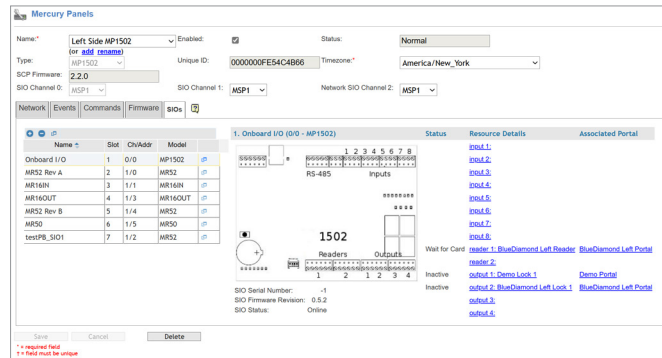 Mercury Panels
Name:* Left Side MP1502 Enabled: Status: Normal
(or add rename)
Type: MP1502 Unique ID: 0000000FE54C4B66 Timezone:* America/New_York
SCP Firmware: 2.2.0
SIO Channel 0: MSP1 SIO Channel 1: MSP1 Network SIO Channel 2: MSP1
Network Events Commands Firmware SIOs
Name Slot Ch/Addr Model
Onboard I/O 1 0/0 MP1502
MR52 Rev A 2 1/0 MR52
MR16IN 3 1/1 MR16IN
MR16OUT 4 1/3 MR16OUT
MR52 Rev B 5 1/4 MR52
MR50 6 1/5 MR50
testPB_SIO1 7 1/2 MR52
1. Onboard I/O (0/0 - MP1502) Status Resource Details Associated Portal
1 2 3 4 5 6 7 8
RS-485 Inputs
1502
Readers Outputs
1 2 1 2 3 4
SIO Serial Number: -1
SIO Firmware Revision: 0.5.2
SIO Status: Online
input 1:
input 2:
input 3:
input 4:
input 5:
input 6:
input 7:
input 8:
Wait for Card reader 1: BlueDiamond Left Reader BlueDiamond Left Portal
reader 2:
Inactive output 1: Demo Lock 1 Demo Portal
Inactive output 2: BlueDiamond Left Lock 1 BlueDiamond Left Portal
output 3:
output 4:
Save Cancel Delete
* = required field
† = field must be unique